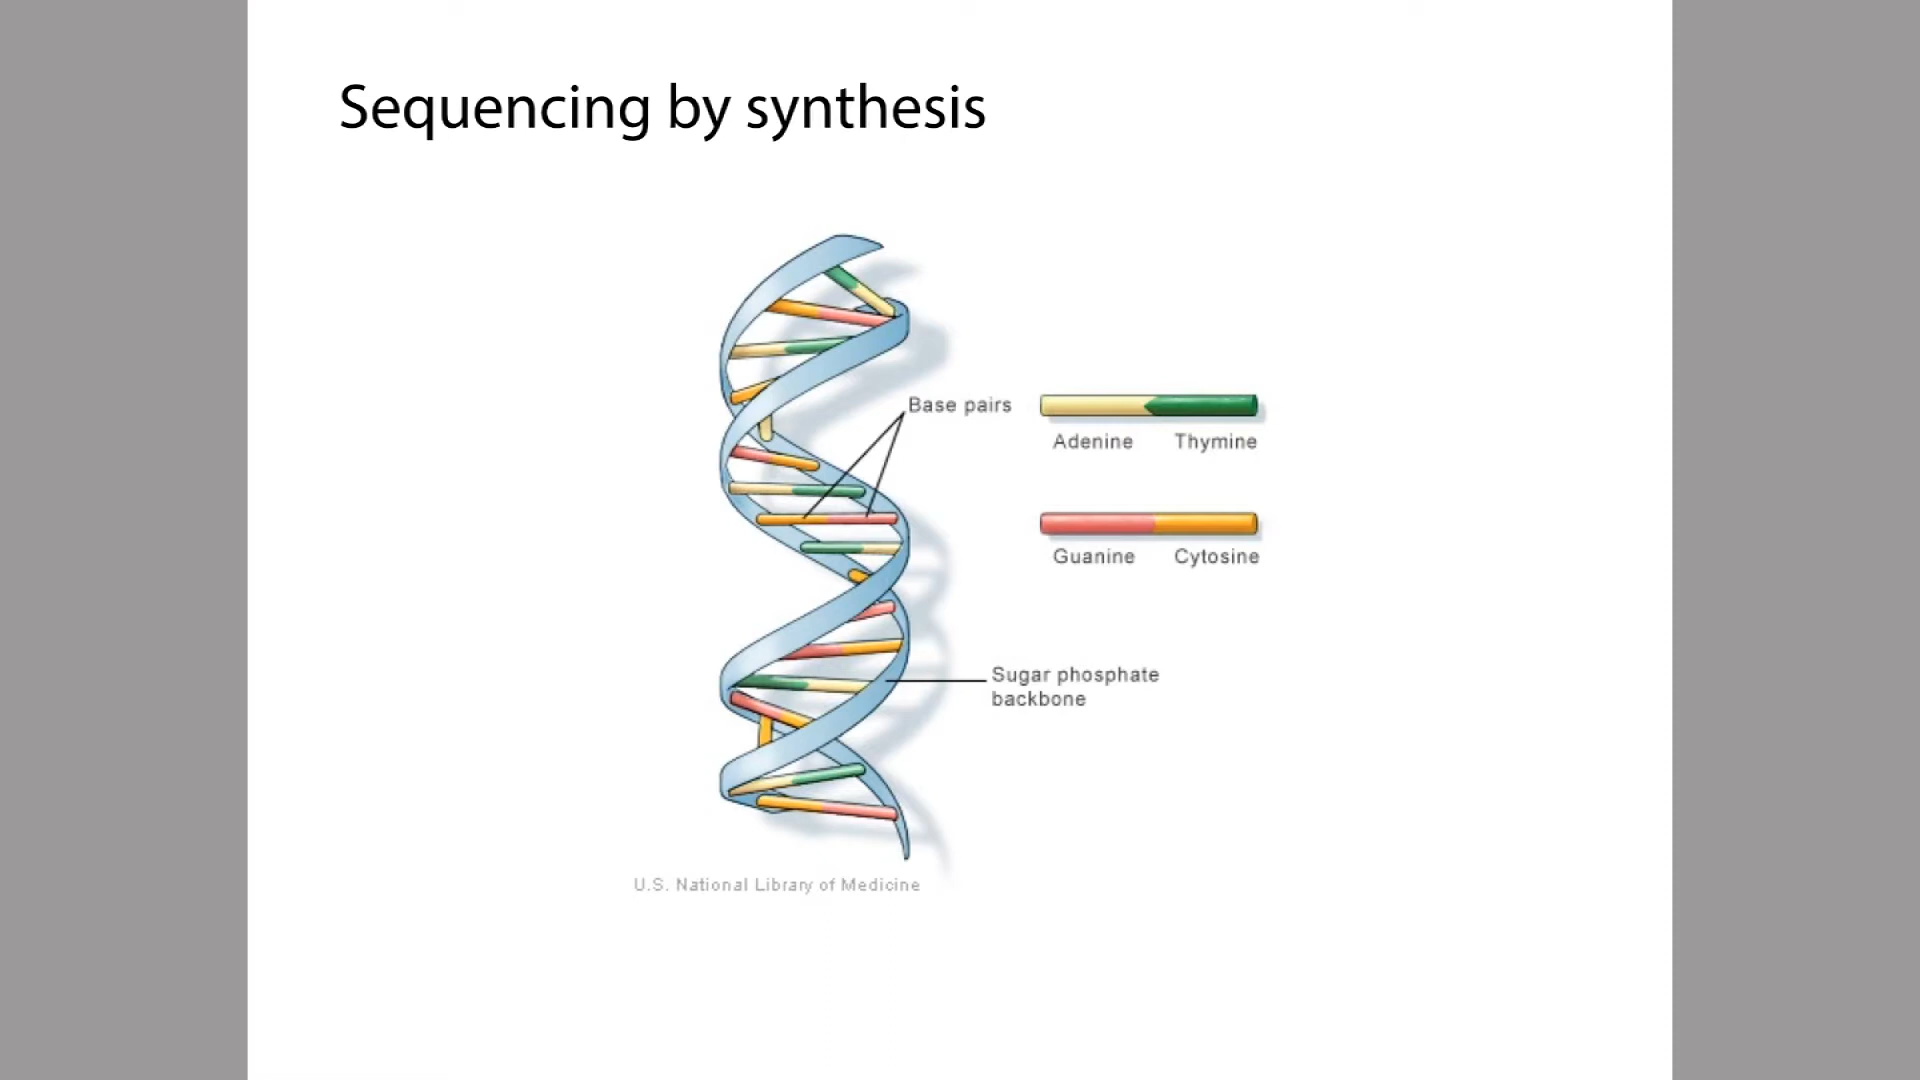 Sequencing by synthesis
Base pairs
Adenine Thymine
Guanine Cytosine
Sugar phosphate
backbone
U.S. National Library of Medicine